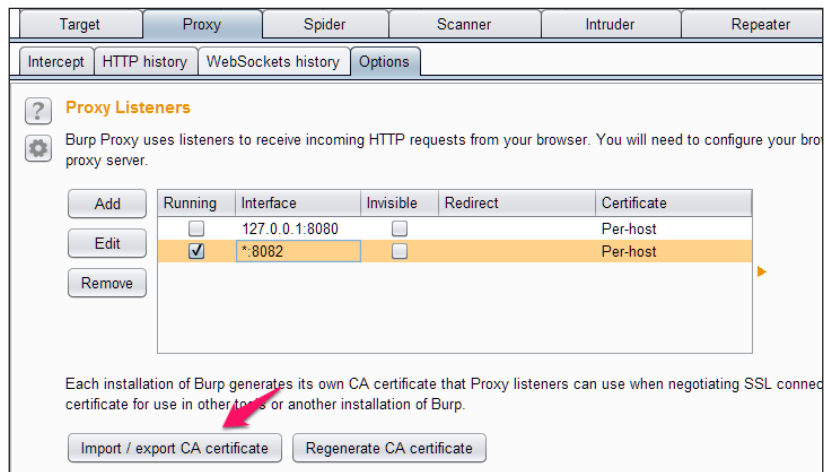 Target Proxy Spider Scanner Intruder Repeater
Intercept HTTP history WebSockets history Options
?
Proxy Listeners
Burp Proxy uses listeners to receive incoming HTTP requests from your browser. You will need to configure your bro
proxy server.
Add Running Interface Invisible Redirect Certificate
127.0.0.1:8080 Per-host
Edit
*:8082 Per-host
Remove
Each installation of Burp generates its own CA certificate that Proxy listeners can use when negotiating SSL connec
certificate for use in other tools or another installation of Burp.
Import / export CA certificate Regenerate CA certificate